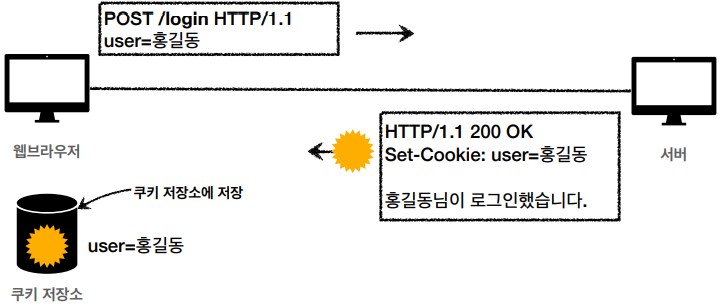 POST /login HTTP/1.1
user=홍길동
웹브라우저
HTTP/1.1 200 OK
Set-Cookie: user=홍길동
홍길동님이 로그인했습니다.
서버
쿠키 저장소에 저장
user=홍길동
쿠키 저장소